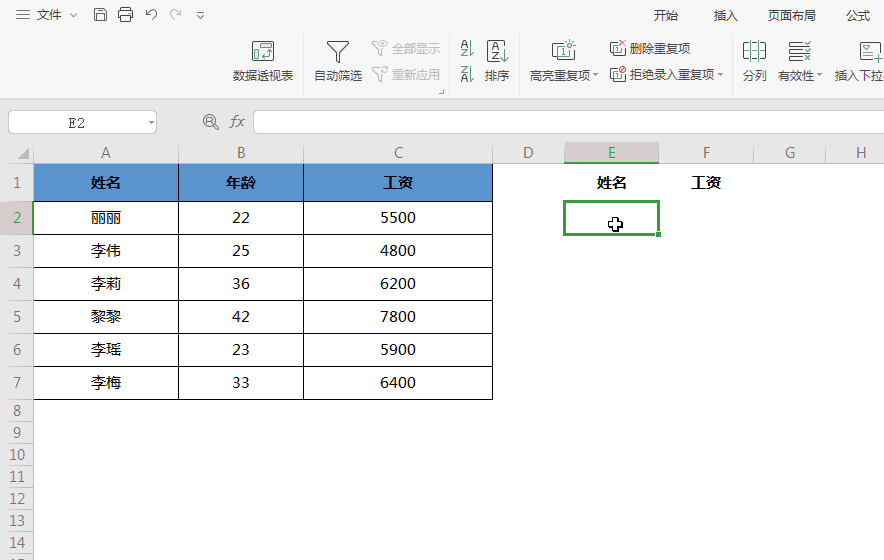 文件
开始 插入 页面布局 公式
数据透视表 自动筛选 全部显示 重新应用 排序 高亮重复项 删除重复项 拒绝录入重复项 分列 有效性 插入下拉
E2 fx
A B C D E F G H
1 姓名 年龄 工资 姓名 工资
2 丽丽 22 5500
3 李伟 25 4800
4 李莉 36 6200
5 黎黎 42 7800
6 李瑶 23 5900
7 李梅 33 6400
8
9
10
11
12
13
14